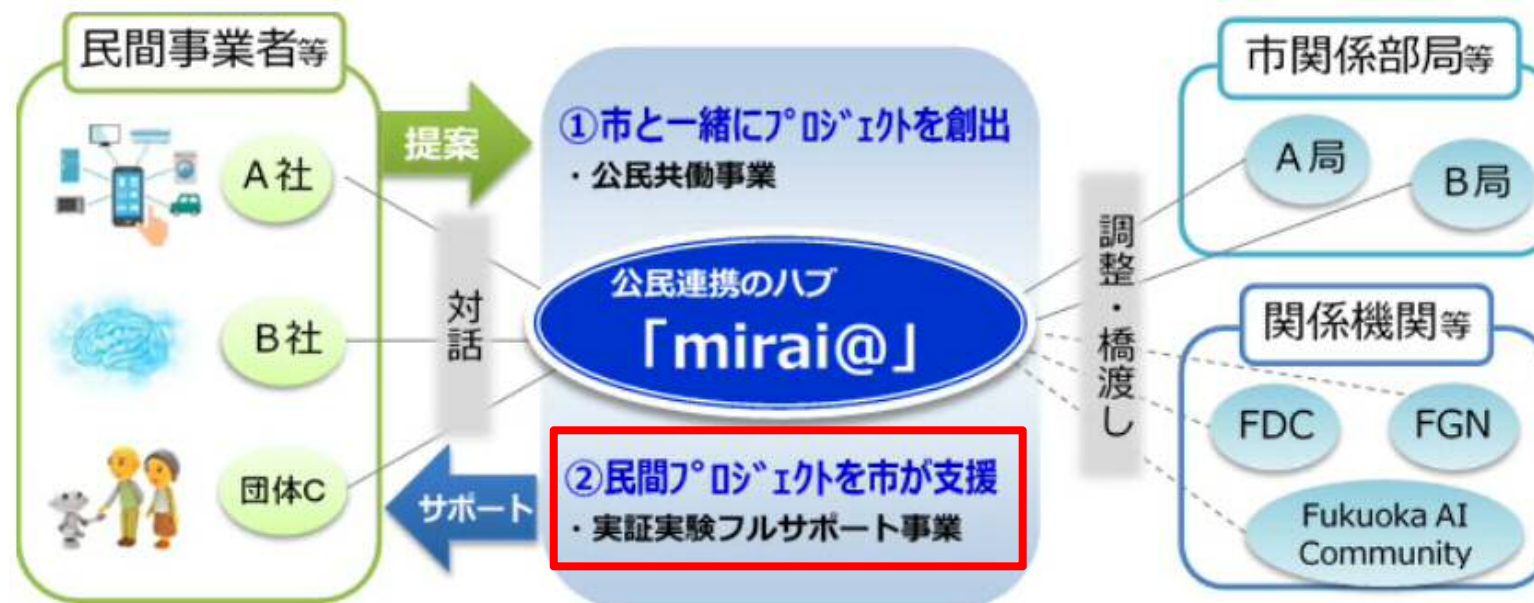 民間事業者等
A社
B社
団体C
提案
対話
サポート
①市と一緒にﾌﾟﾛｼﾞｪｸﾄを創出
・公民共働事業
公民連携のハブ
「mirai@」
②民間ﾌﾟﾛｼﾞｪｸﾄを市が支援
・実証実験フルサポート事業
調整・橋渡し
市関係部局等
A局
B局
関係機関等
FDC
FGN
Fukuoka AI
Community